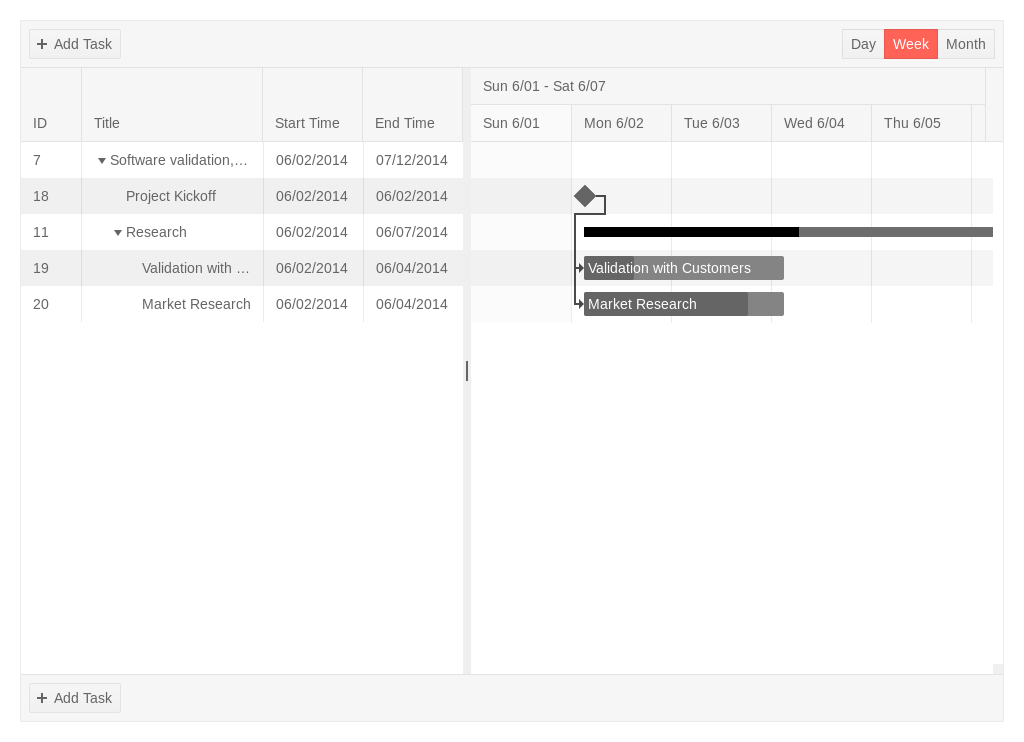 Add Task
Day Week Month
Sun 6/01 - Sat 6/07
ID Title Start Time End Time Sun 6/01 Mon 6/02 Tue 6/03 Wed 6/04 Thu 6/05
7 Software validation,… 06/02/2014 07/12/2014
18 Project Kickoff 06/02/2014 06/02/2014
11 Research 06/02/2014 06/07/2014
19 Validation with … 06/02/2014 06/04/2014 Validation with Customers
20 Market Research 06/02/2014 06/04/2014 Market Research
Add Task